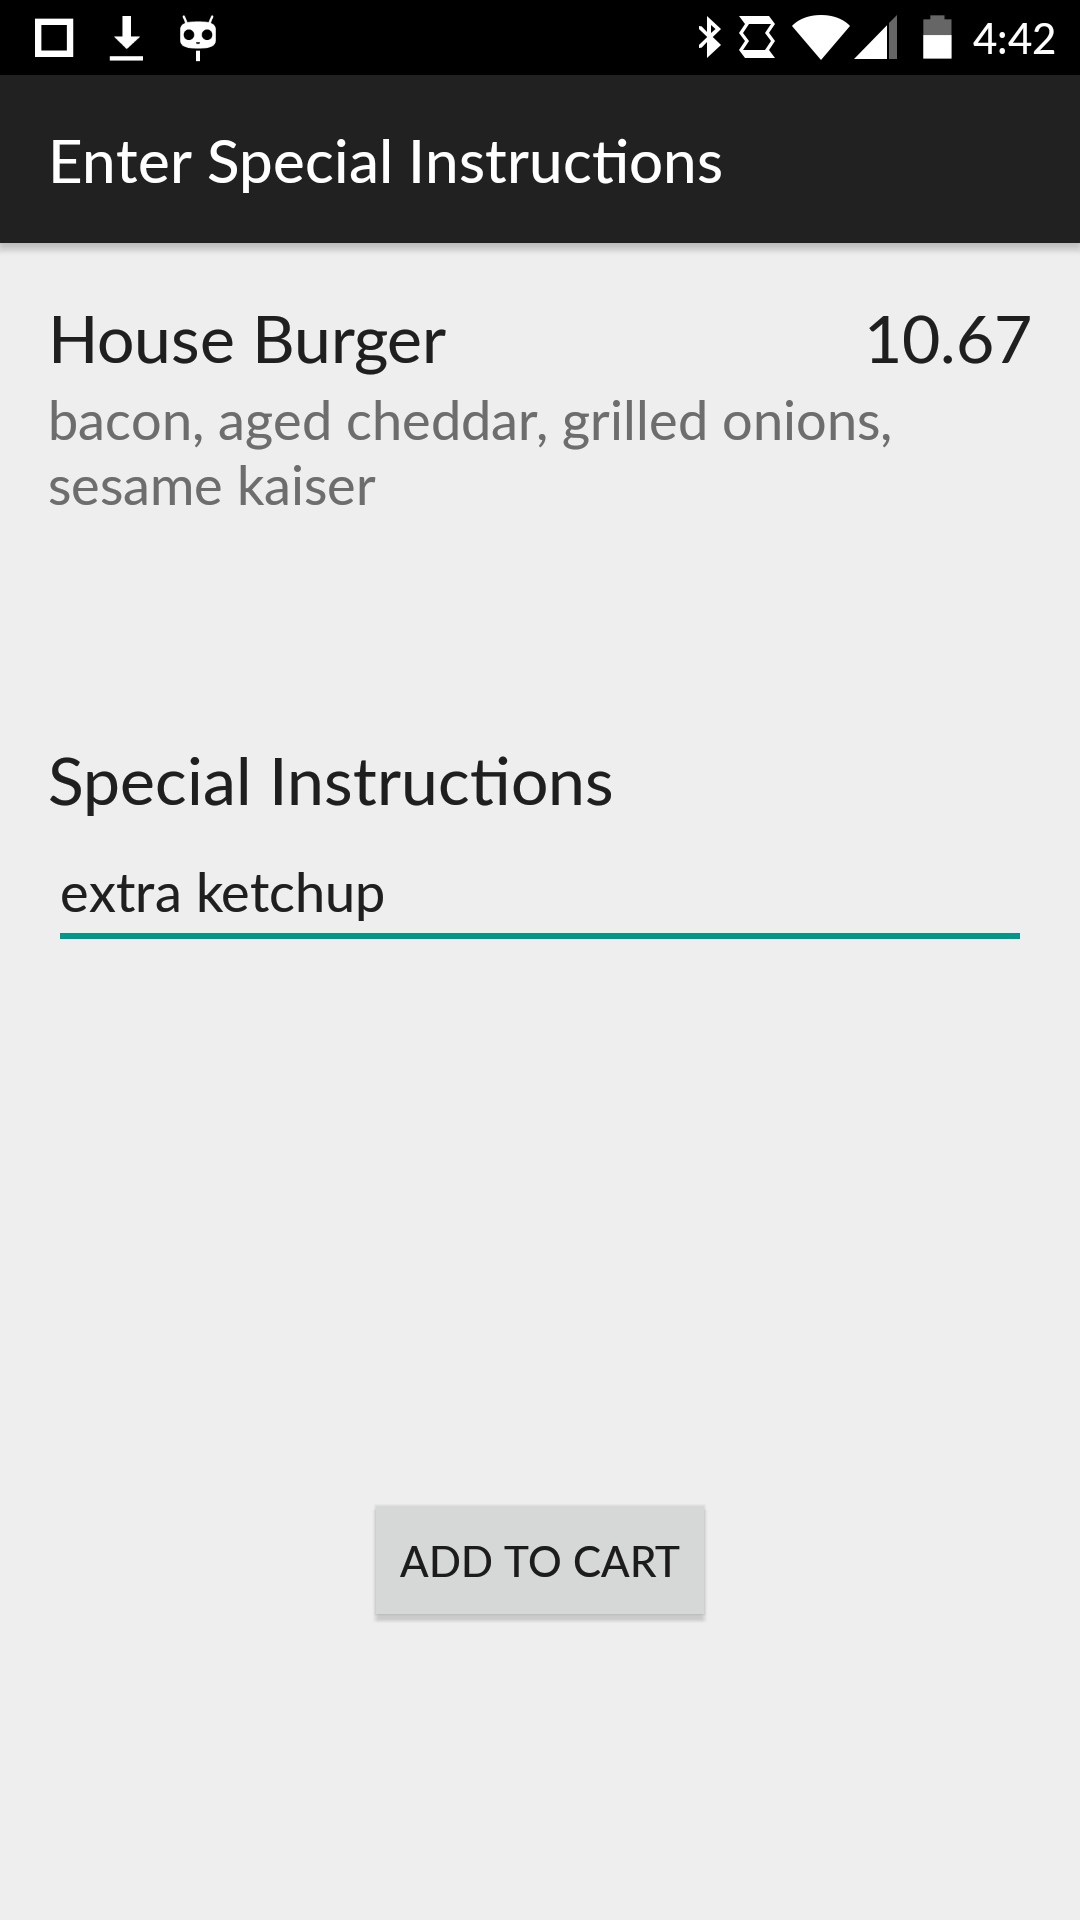 4:42
Enter Special Instructions
House Burger 10.67
bacon, aged cheddar, grilled onions,
sesame kaiser
Special Instructions
extra ketchup
ADD TO CART